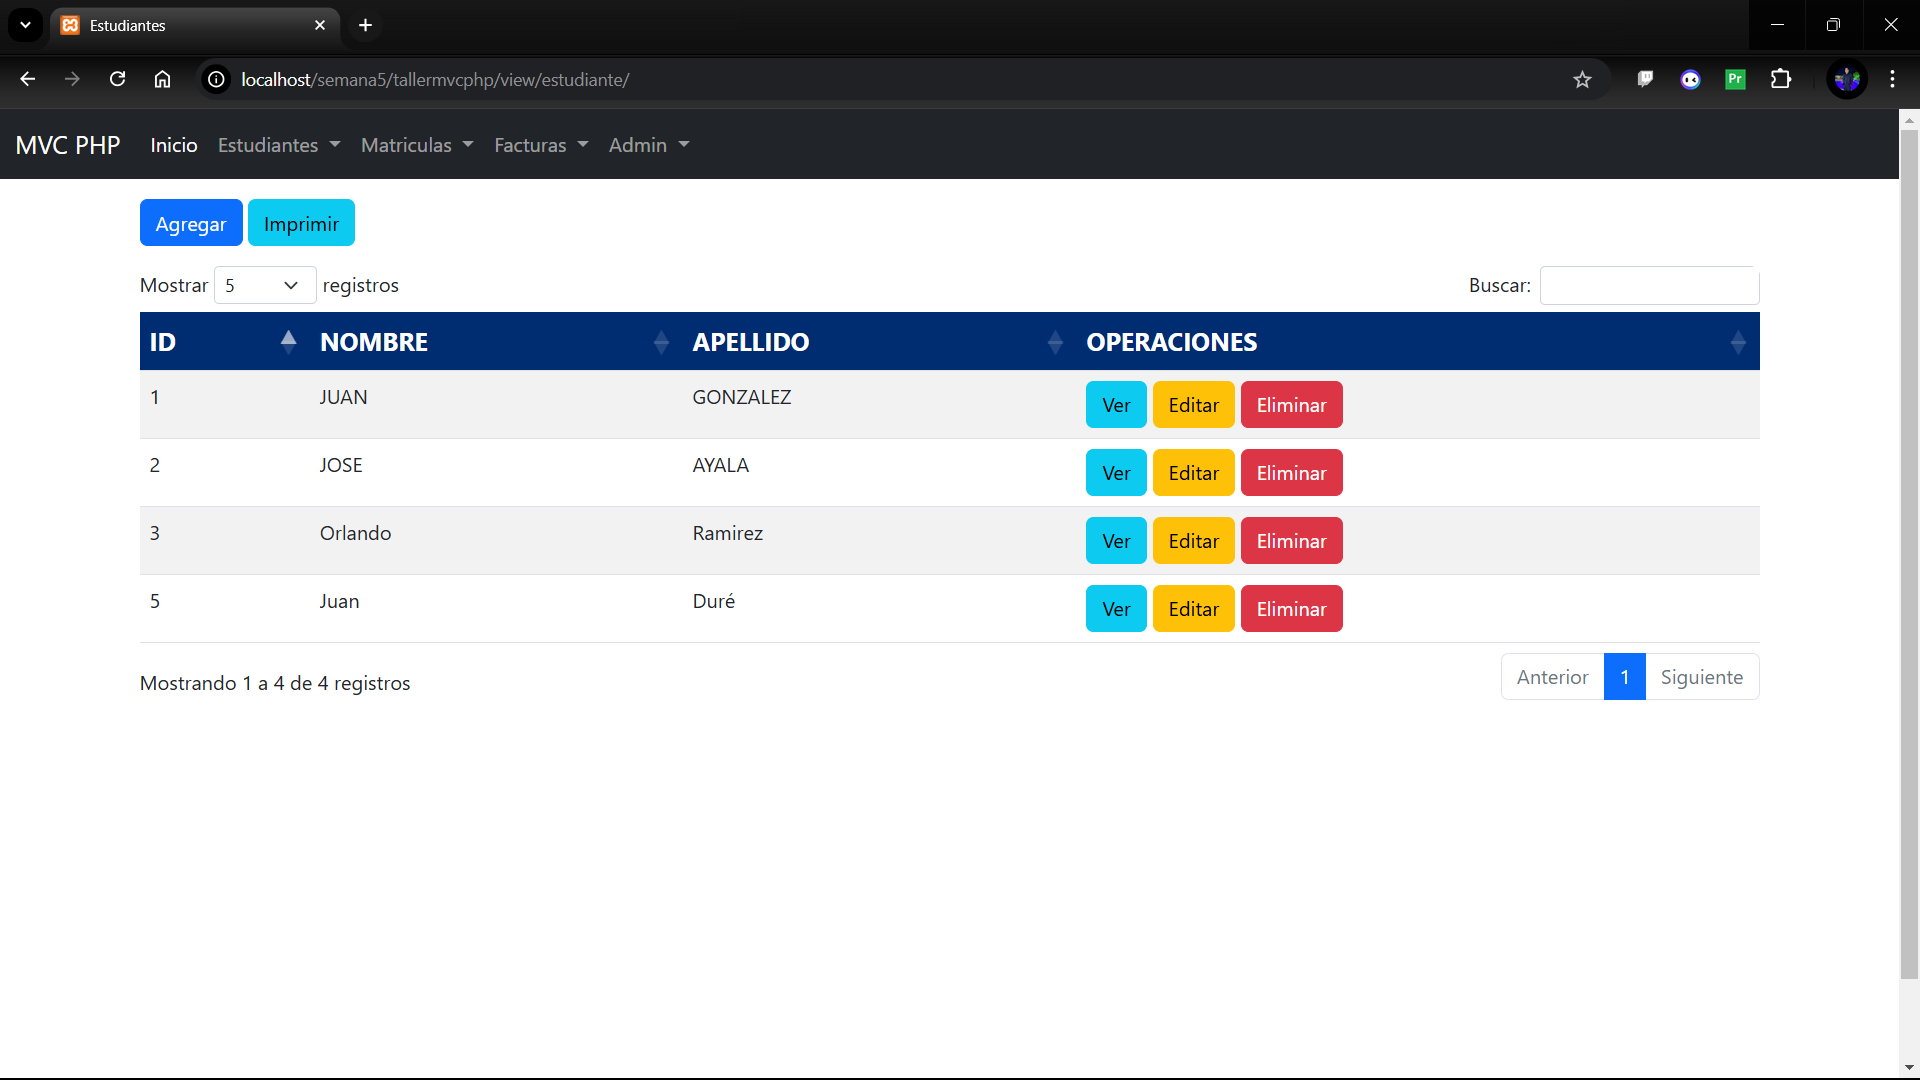 Estudiantes
localhost/semana5/tallermvcphp/view/estudiante/
Pr
MVC PHP Inicio Estudiantes Matriculas Facturas Admin
Agregar Imprimir
Mostrar 5 registros Buscar:
ID NOMBRE APELLIDO OPERACIONES
1 JUAN GONZALEZ Ver Editar Eliminar
2 JOSE AYALA Ver Editar Eliminar
3 Orlando Ramirez Ver Editar Eliminar
5 Juan Duré Ver Editar Eliminar
Mostrando 1 a 4 de 4 registros Anterior 1 Siguiente